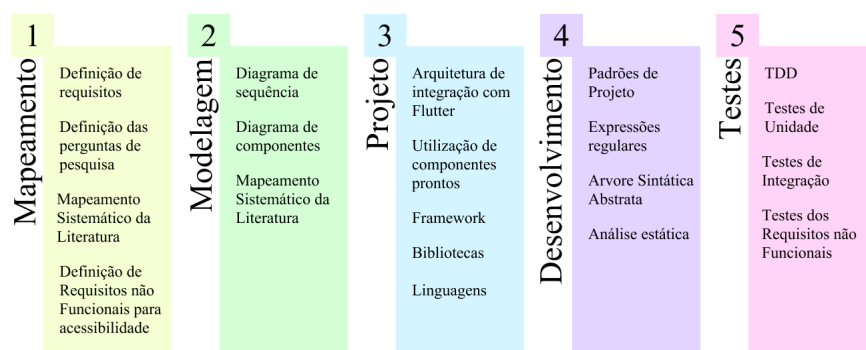 1
Mapeamento
Definição de
requisitos
Definição das
perguntas de
pesquisa
Mapeamento
Sistemático da
Literatura
Definição de
Requisitos não
Funcionais para
acessibilidade
2
Modelagem
Diagrama de
sequência
Diagrama de
componentes
Mapeamento
Sistemático da
Literatura
3
Projeto
Arquitetura de
integração com
Flutter
Utilização de
componentes
prontos
Framework
Bibliotecas
Linguagens
4
Desenvolvimento
Padrões de
Projeto
Expressões
regulares
Arvore Sintática
Abstrata
Análise estática
5
Testes
TDD
Testes de
Unidade
Testes de
Integração
Testes dos
Requisitos não
Funcionais